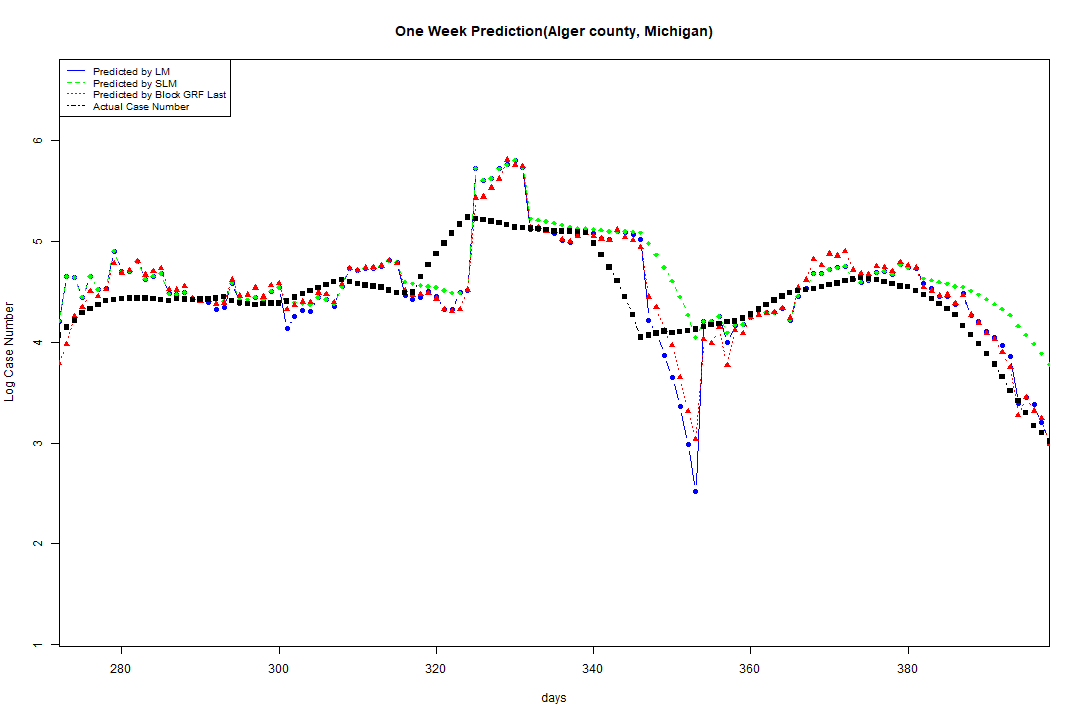 One Week Prediction(Alger county, Michigan)
Predicted by LM
Predicted by SLM
Predicted by Block GRF Last
Actual Case Number
6
5
4
3
2
1
Log Case Number
280 300 320 340 360 380
days